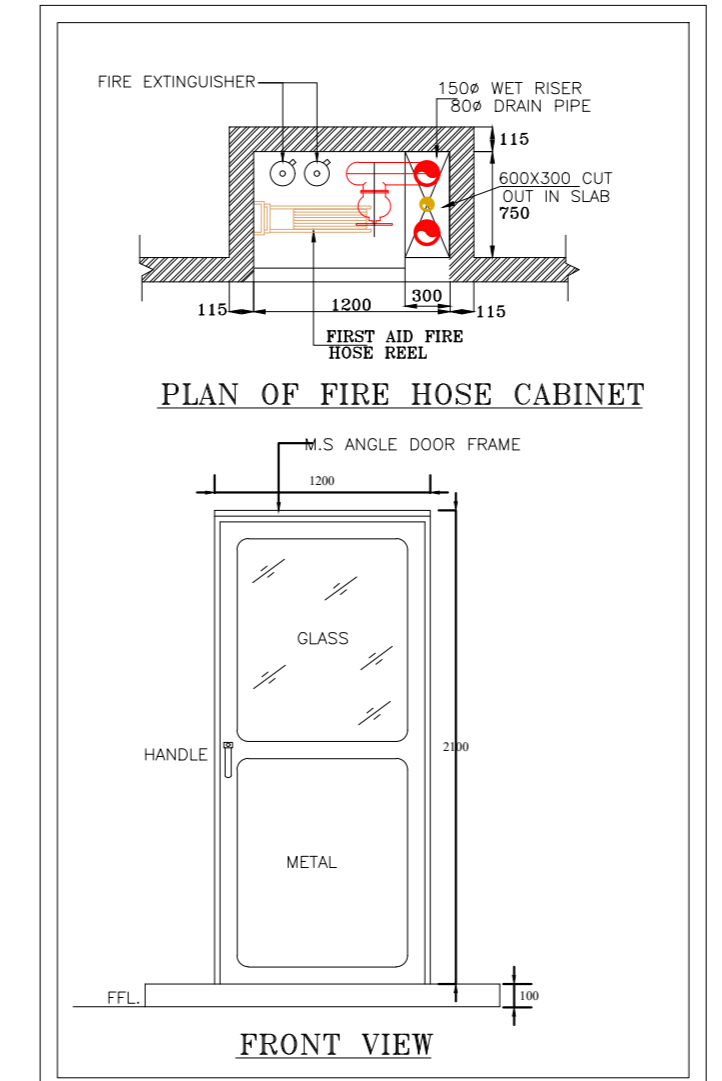 FIRE EXTINGUISHER
150Ø WET RISER
80Ø DRAIN PIPE
115
600X300 CUT
OUT IN SLAB
750
115
1200
300
115
FIRST AID FIRE
HOSE REEL
PLAN OF FIRE HOSE CABINET
M.S ANGLE DOOR FRAME
1200
GLASS
2100
HANDLE
METAL
FFL.
100
FRONT VIEW